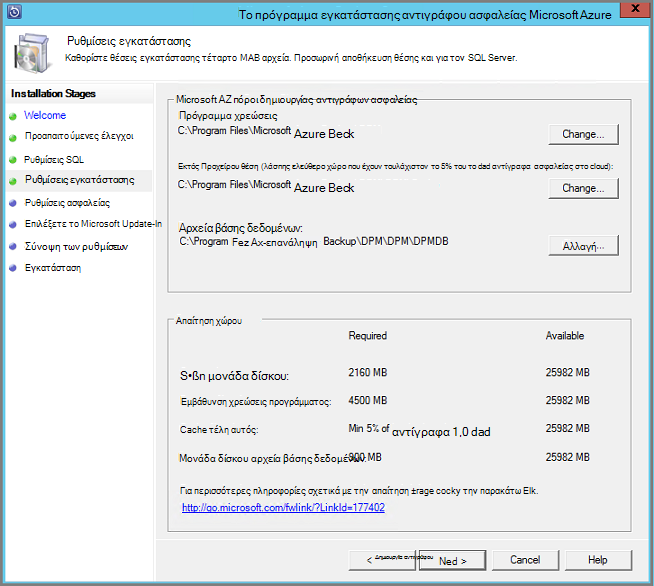 Το πρόγραμμα εγκατάστασης αντιγράφου ασφαλείας Microsoft Azure
Ρυθμίσεις εγκατάστασης
Καθορίστε θέσεις εγκατάστασης τέταρτο MAB αρχεία. Προσωρινή αποθήκευση θέσης και για τον SQL Server.
Installation Stages
Welcome
Προαπαιτούμενες έλεγχοι
Ρυθμίσεις SQL
Ρυθμίσεις εγκατάστασης
Ρυθμίσεις ασφαλείας
Επιλέξετε το Microsoft Update-In
Σύνοψη των ρυθμίσεων
Εγκατάσταση
Microsoft AZ πόροι δημιουργίας αντιγράφων ασφαλείας
Πρόγραμμα χρεώσεις
C:\Program Files\Microsoft Azure Beck
Change...
Εκτός Προχείρου θέση (λάσπης ελεύθερο χώρο που έχουν τουλάχιστον το 5% του το dad αντίγραφα ασφαλείας στο cloud):
C:\Program Files\Microsoft Azure Beck
Change...
Αρχεία βάσης δεδομένων:
C:\Program Fez Ax-επανάληψη Backup\DPM\DPM\DPMDB
Αλλαγή...
Απαίτηση χώρου
Required Available
S•ßn μονάδα δίσκου: 2160 MB 25982 MB
Εμβάθυνση χρεώσεις προγράμματος: 4500 MB 25982 MB
Cache τέλη αυτός: Min 5% of αντίγραφα 1,0 dad 25982 MB
Μονάδα δίσκου αρχεία βάσης δεδομένων: 900 MB 25982 MB
Για περισσότερες πληροφορίες σχετικά με την απαίτηση ±rage cocky την παρακάτω Elk.
http://go.microsoft.com/fwlink/?LinkId=177402
< Δημιουργία αντιγράφου Ned > Cancel Help